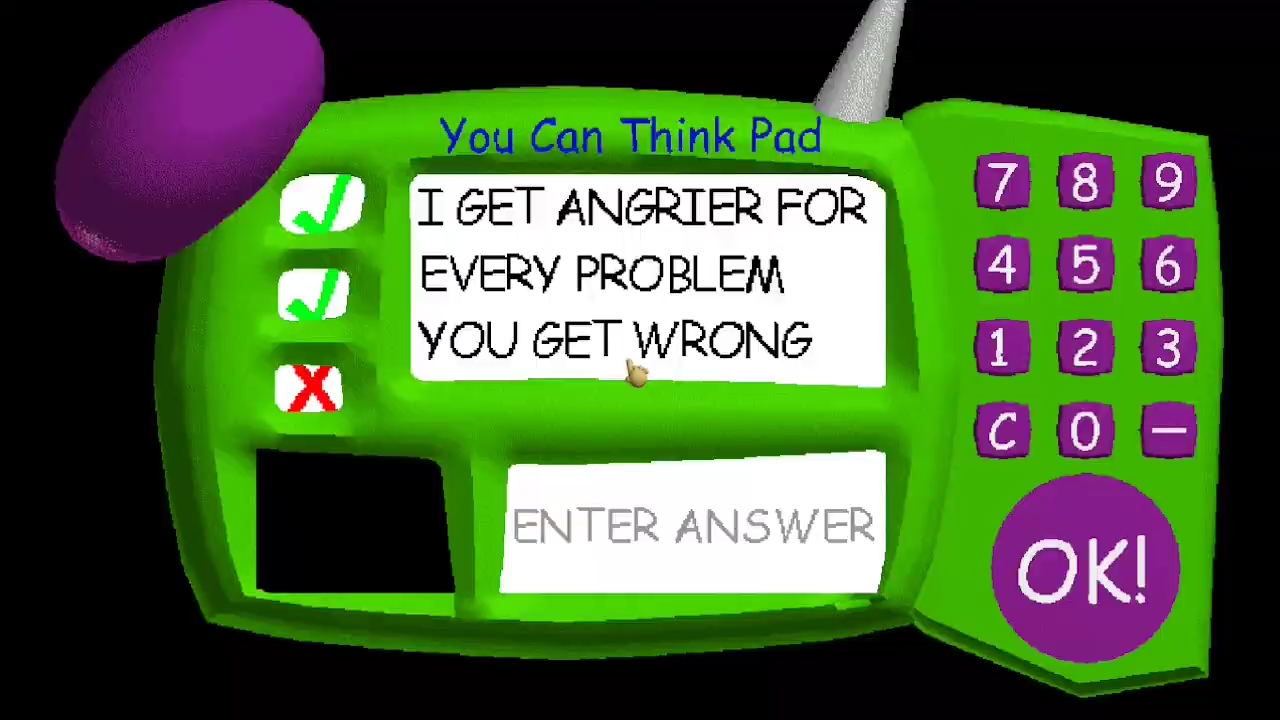 You Can Think Pad
I GET ANGRIER FOR
EVERY PROBLEM
YOU GET WRONG
ENTER ANSWER
7 8 9
4 5 6
1 2 3
C 0 —
OK!